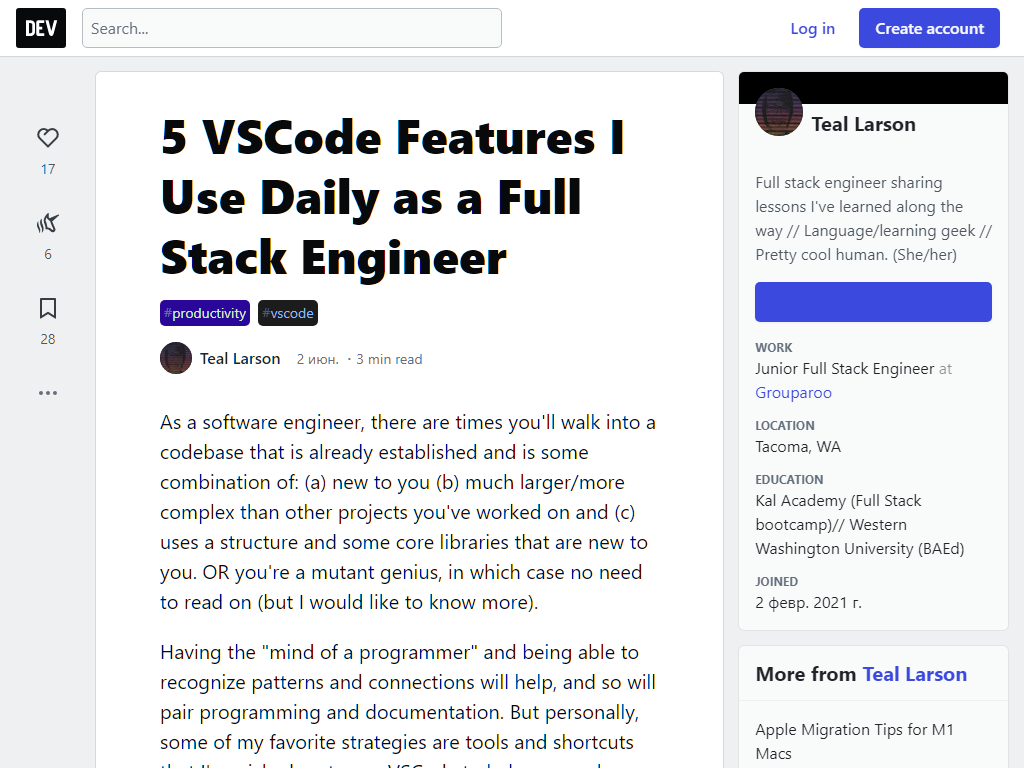 DEV
Search...
Log in
Create account
17
6
28
5 VSCode Features I
Use Daily as a Full
Stack Engineer
#productivity #vscode
Teal Larson 2 июн. · 3 min read
As a software engineer, there are times you'll walk into a
codebase that is already established and is some
combination of: (a) new to you (b) much larger/more
complex than other projects you've worked on and (c)
uses a structure and some core libraries that are new to
you. OR you're a mutant genius, in which case no need
to read on (but I would like to know more).
Having the "mind of a programmer" and being able to
recognize patterns and connections will help, and so will
pair programming and documentation. But personally,
some of my favorite strategies are tools and shortcuts
Teal Larson
Full stack engineer sharing
lessons I've learned along the
way // Language/learning geek //
Pretty cool human. (She/her)
WORK
Junior Full Stack Engineer at
Grouparoo
LOCATION
Tacoma, WA
EDUCATION
Kal Academy (Full Stack
bootcamp)// Western
Washington University (BAEd)
JOINED
2 февр. 2021 г.
More from Teal Larson
Apple Migration Tips for M1
Macs